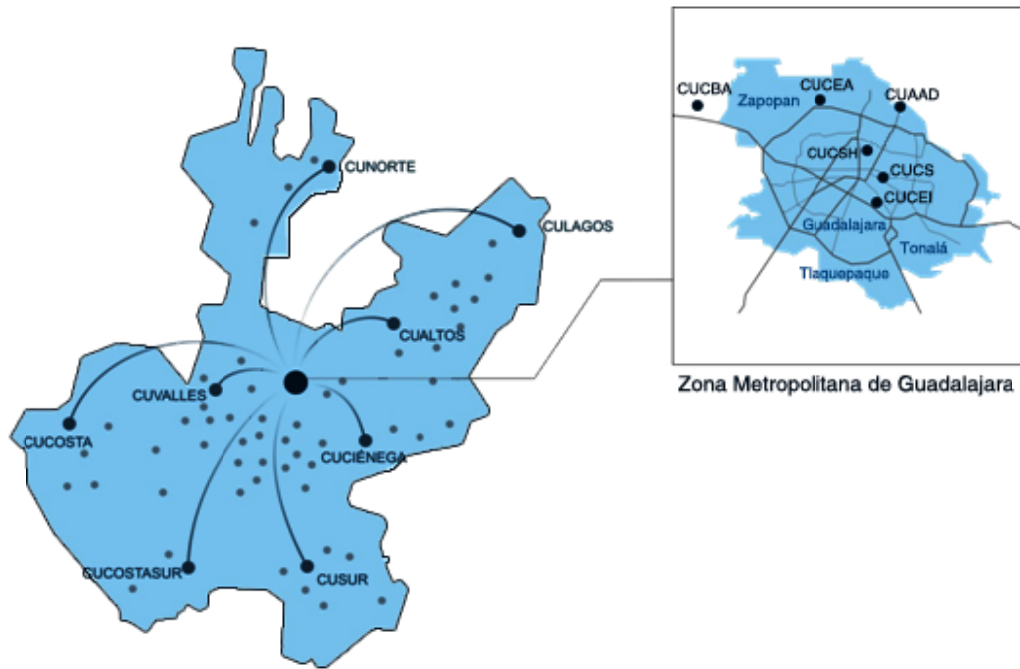 CUNORTE
CULAGOS
CUALTOS
CUVALLES
CUCOSTA
CUCIÉNEGA
CUCOSTASUR
CUSUR
CUCBA
Zapopan
CUCEA
CUAAD
CUCSH
CUCS
CUCEI
Guadalajara
Tonalá
Tlaquepaque
Zona Metropolitana de Guadalajara